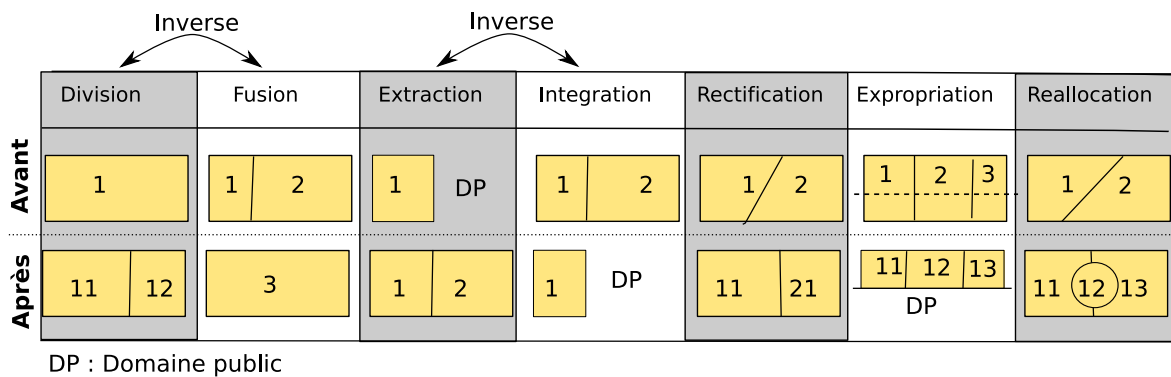 Inverse Inverse
Division Fusion Extraction Integration Rectification Expropriation Reallocation
Avant
1 1 2 1 DP 1 2 1 2 1 2 3 1 2
Après
11 12 3 1 2 1 DP 11 21 11 12 13 DP 11 12 13
DP : Domaine public